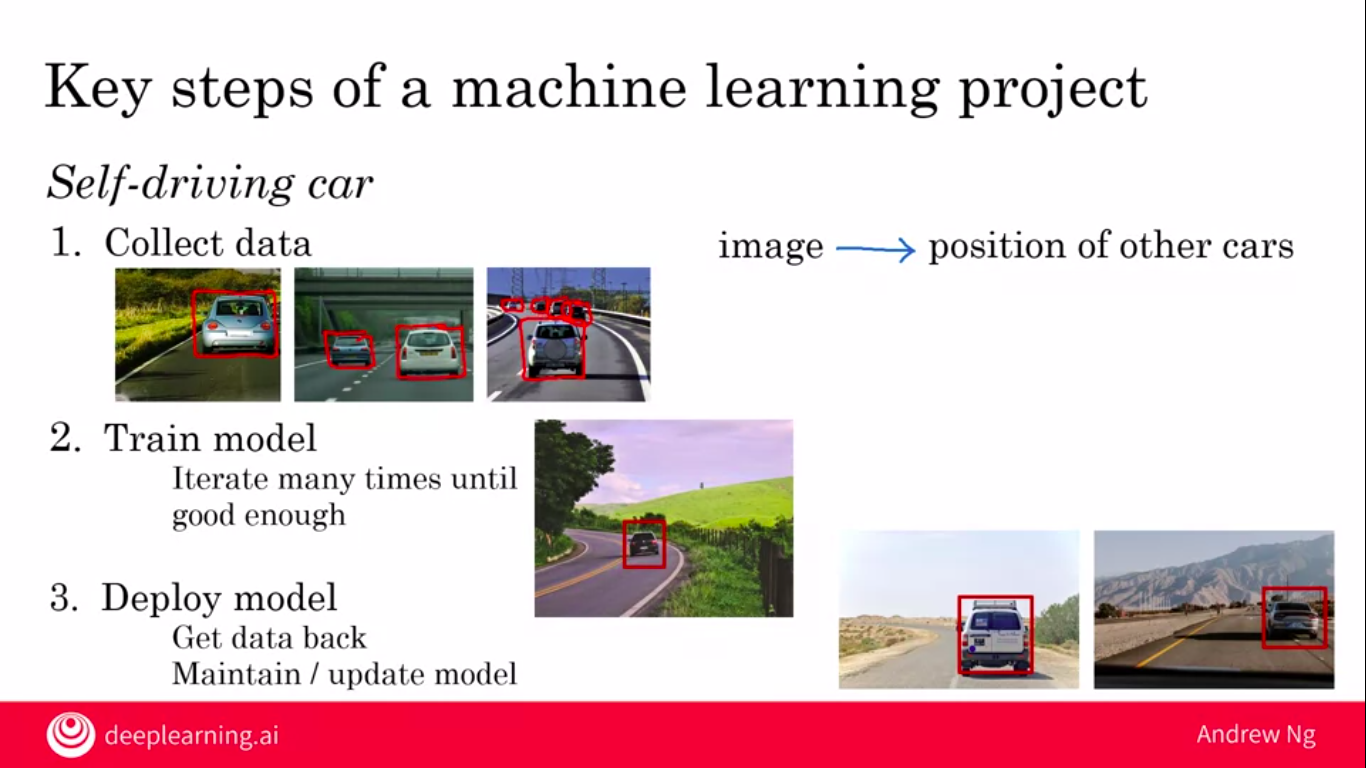 Key steps of a machine learning project
Self-driving car
1. Collect data
image → position of other cars
2. Train model
Iterate many times until
good enough
3. Deploy model
Get data back
Maintain / update model
deeplearning.ai
Andrew Ng